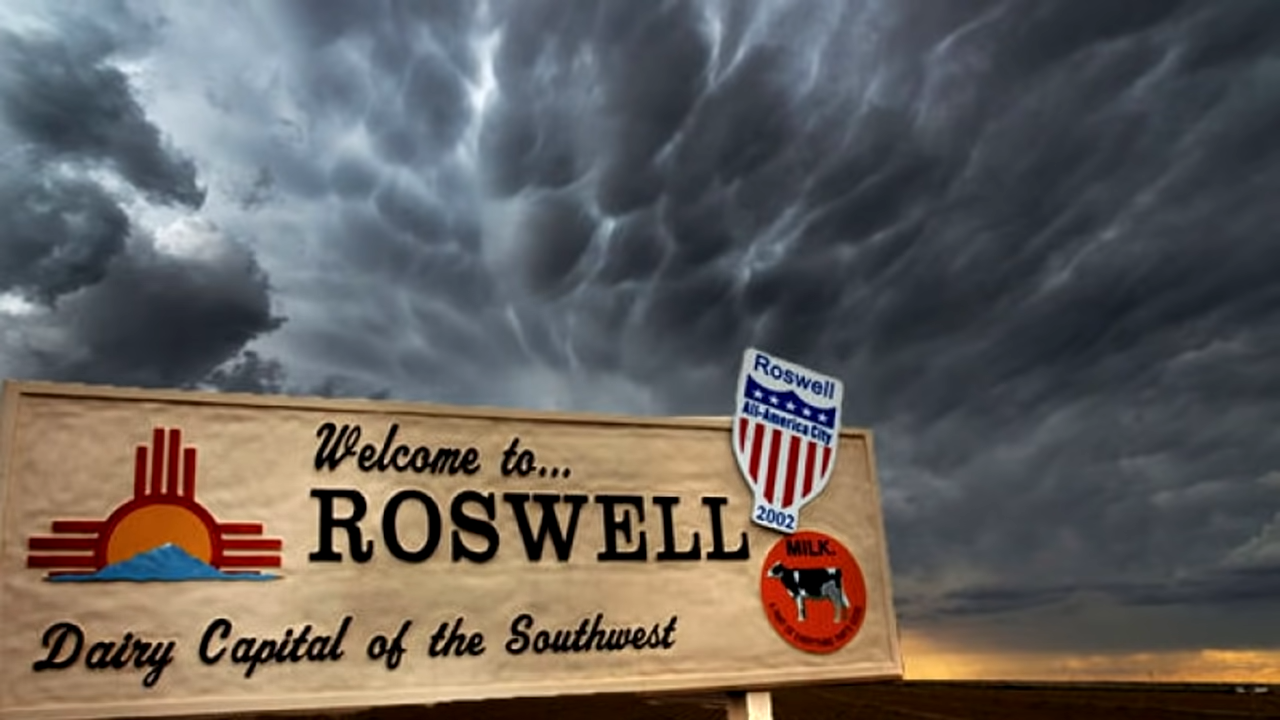 Welcome to...
ROSWELL
Dairy Capital of the Southwest
Roswell
All-America City
2002
MILK.